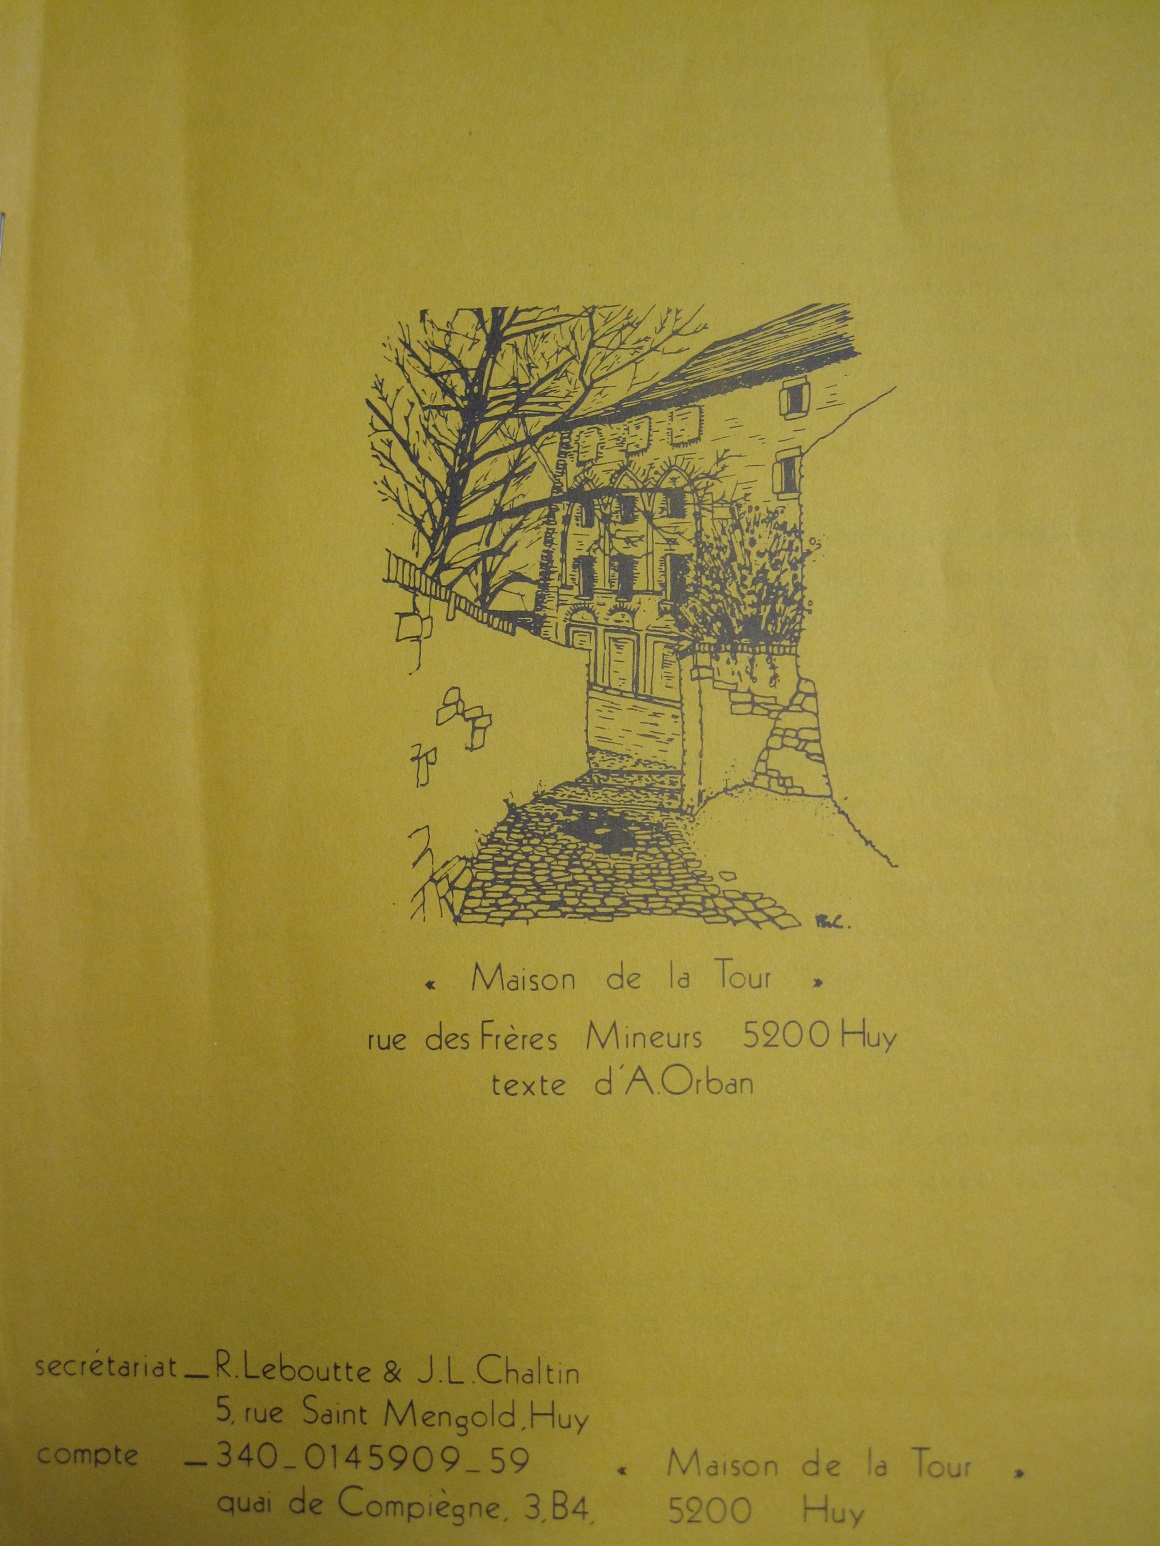 « Maison de la Tour »
rue des Frères Mineurs 5200 Huy
texte d'A.Orban
secrétariat _ R.Leboutte & J.L.Chaltin
5, rue Saint Mengold, Huy
compte _ 340_0145909_59
quai de Compiègne, 3,B4,
« Maison de la Tour »
5200 Huy